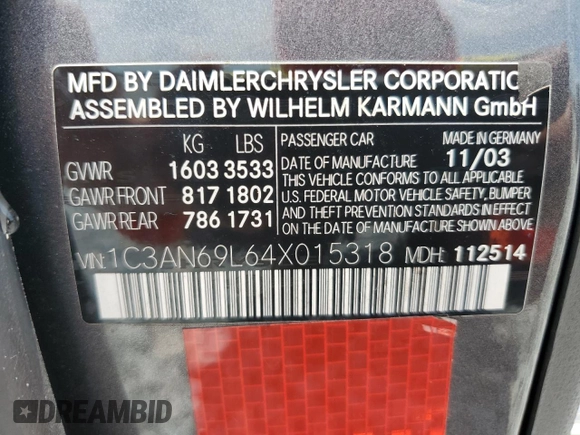 MFD BY DAIMLERCHRYSLER CORPORATIO
ASSEMBLED BY WILHELM KARMANN GmbH
KG LBS
GVWR 1603 3533
GAWR FRONT 817 1802
GAWR REAR 786 1731
PASSENGER CAR MADE IN GERMANY
DATE OF MANUFACTURE 11/03
THIS VEHICLE CONFORMS TO ALL APPLICABLE
U.S. FEDERAL MOTOR VEHICLE SAFETY, BUMPER
AND THEFT PREVENTION STANDARDS IN EFFECT
ON THE DATE OF MANUFACTURE SHOWN ABOVE.
VIN: 1C3AN69L64X015318 MDH: 112514
DREAMBID